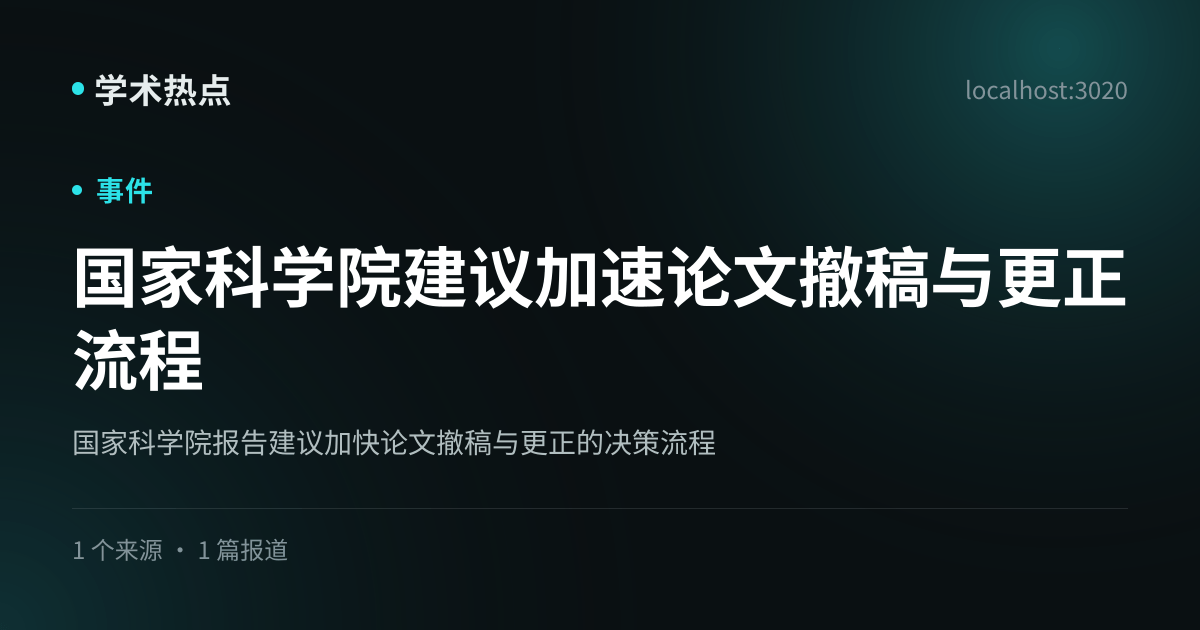 学术热点
localhost:3020
事件
国家科学院建议加速论文撤稿与更正
流程
国家科学院报告建议加快论文撤稿与更正的决策流程
1 个来源 · 1 篇报道